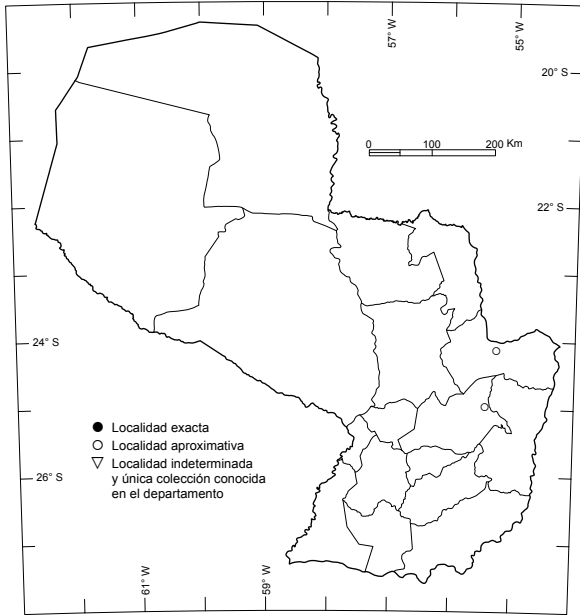 57° W
55° W
20° S
0 100 200 Km
22° S
24° S
Localidad exacta
Localidad aproximativa
Localidad indeterminada
y única colección conocida
en el departamento
26° S
61° W
59° W